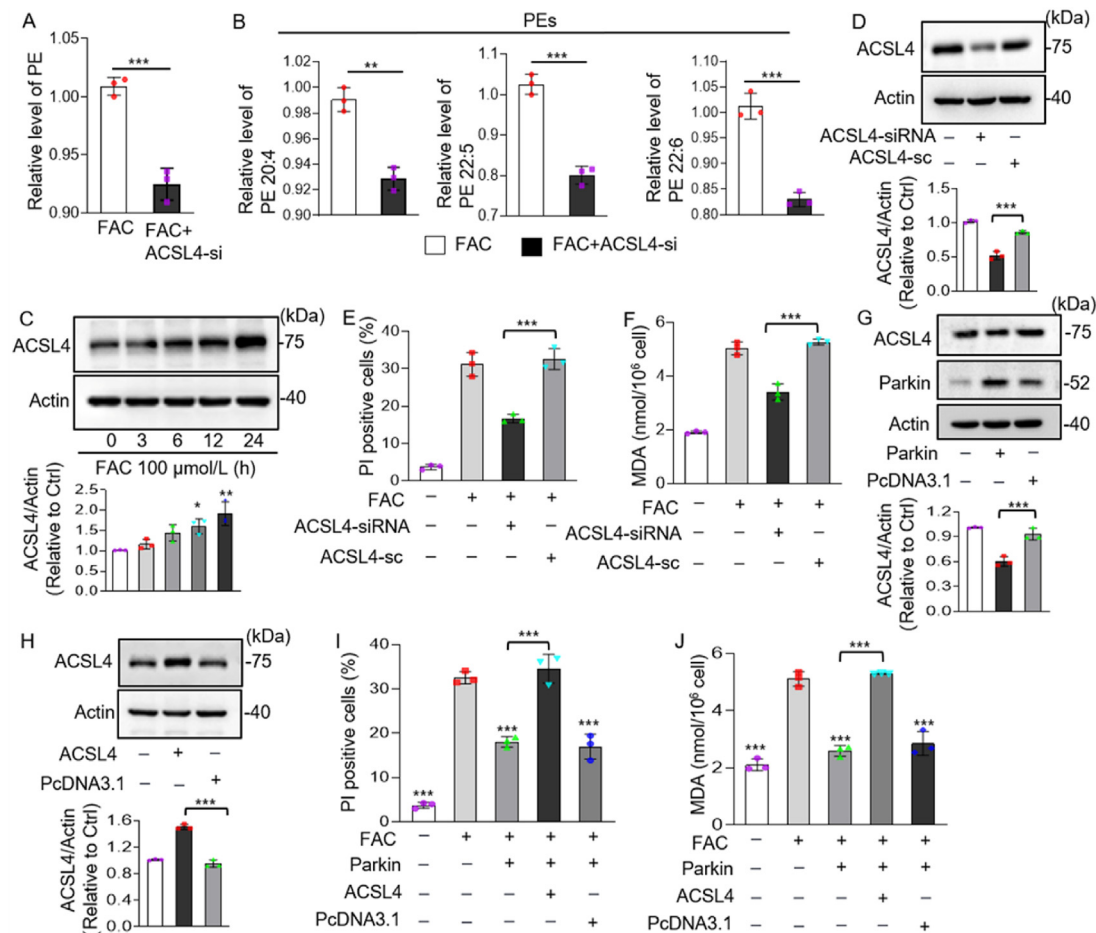 A
Relative level of PE
1.05
1.00
0.95
0.90
***
FAC
FAC+
ACSL4-si
B
PEs
Relative level of
PE 20:4
1.02
1.00
0.98
0.96
0.94
0.92
0.90
**
Relative level of
PE 22:5
1.1
1.0
0.9
0.8
0.7
***
Relative level of
PE 22:6
1.10
1.05
1.00
0.95
0.90
0.85
0.80
***
FAC
FAC+ACSL4-si
D
(kDa)
ACSL4
-75
Actin
-40
ACSL4-siRNA – + –
ACSL4-sc – – +
ACSL4/Actin
(Relative to Ctrl)
1.5
1.0
0.5
0.0
***
C
(kDa)
ACSL4
-75
Actin
-40
0 3 6 12 24
FAC 100 μmol/L (h)
ACSL4/Actin
(Relative to Ctrl)
2.5
2.0
1.5
1.0
0.5
0.0
* **
E
PI positive cells (%)
40
30
20
10
0
***
FAC – + + +
ACSL4-siRNA – – + –
ACSL4-sc – – – +
F
MDA (nmol/10⁶ cell)
6
4
2
0
***
FAC – + + +
ACSL4-siRNA – – + –
ACSL4-sc – – – +
G
(kDa)
ACSL4
-75
Parkin
-52
Actin
-40
Parkin – + –
PcDNA3.1 – – +
ACSL4/Actin
(Relative to Ctrl)
1.2
0.9
0.6
0.3
0.0
***
H
(kDa)
ACSL4
-75
Actin
-40
ACSL4 – + –
PcDNA3.1 – – +
ACSL4/Actin
(Relative to Ctrl)
1.6
1.2
0.8
0.4
0.0
***
I
PI positive cells (%)
40
30
20
10
0
***
*** *** ***
FAC – + + + +
Parkin – – + + +
ACSL4 – – – + –
PcDNA3.1 – – – – +
J
MDA (nmol/10⁶ cell)
6
4
2
0
***
*** *** ***
FAC – + + + +
Parkin – – + + +
ACSL4 – – – + –
PcDNA3.1 – – – – +